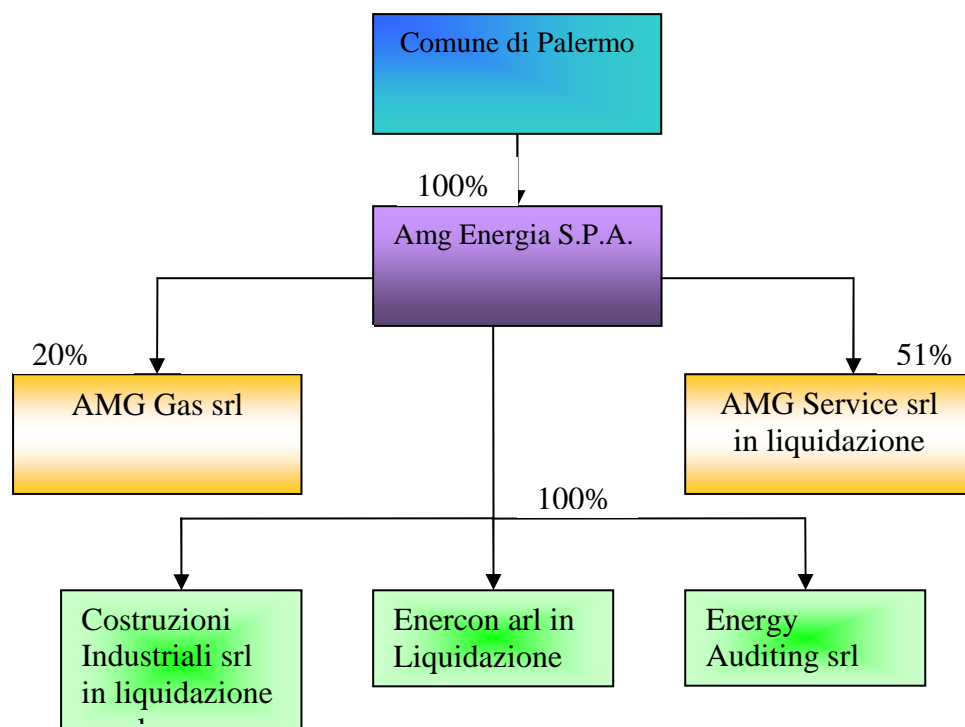 Comune di Palermo
100%
Amg Energia S.P.A.
20%
51%
AMG Gas srl
AMG Service srl
in liquidazione
100%
Costruzioni
Industriali srl
in liquidazione
Enercon arl in
Liquidazione
Energy
Auditing srl